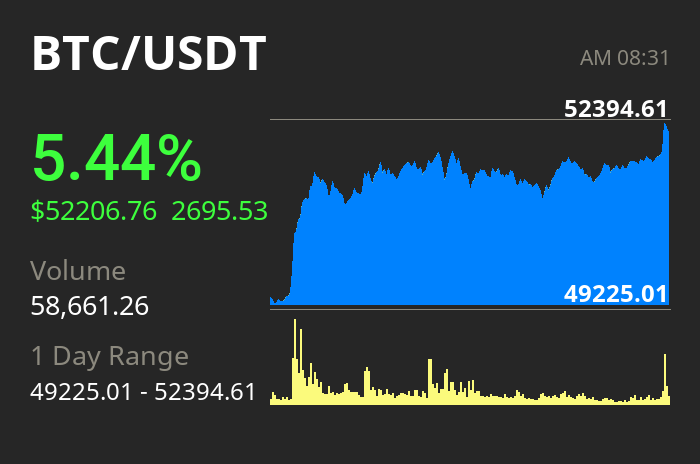 BTC/USDT
AM 08:31
52394.61
5.44%
$52206.76 2695.53
Volume
58,661.26
49225.01
1 Day Range
49225.01 - 52394.61